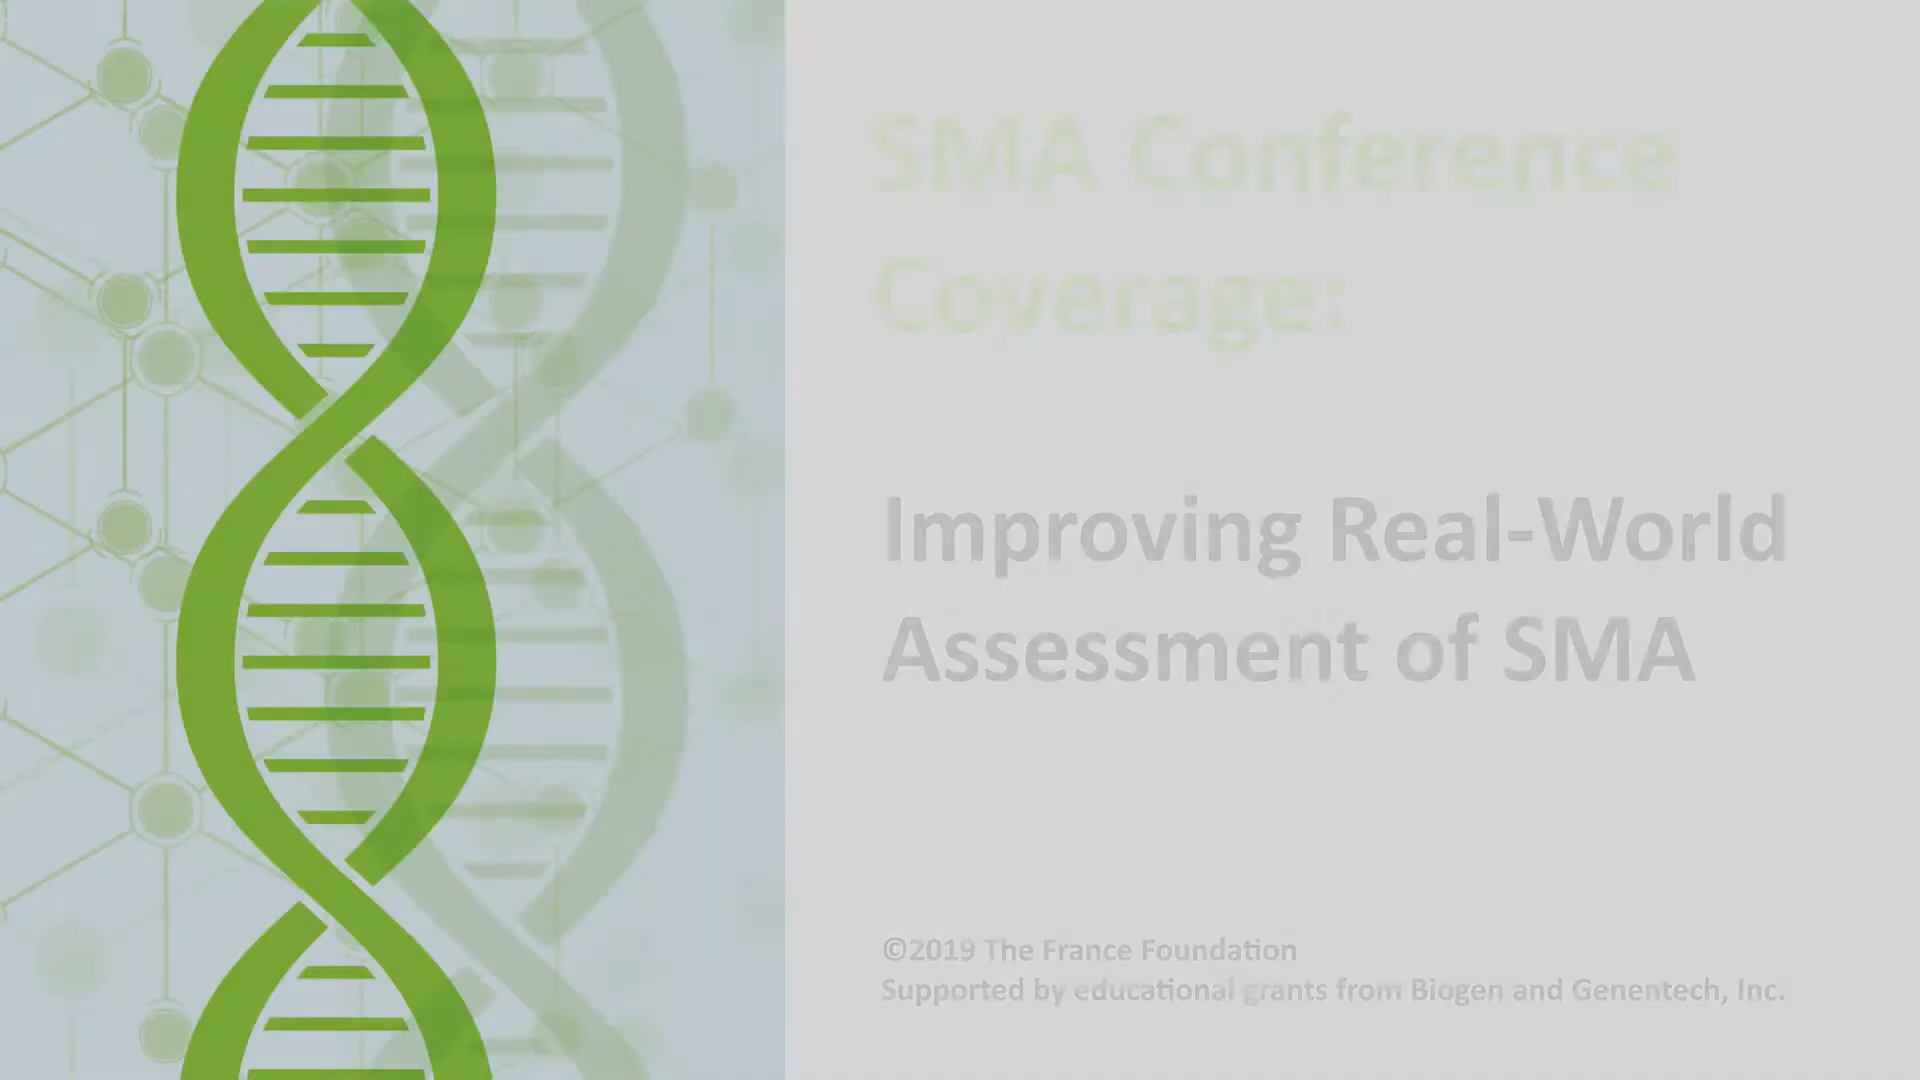 SMA Conference
Coverage:
Improving Real-World
Assessment of SMA
©2019 The France Foundation
Supported by educational grants from Biogen and Genentech, Inc.